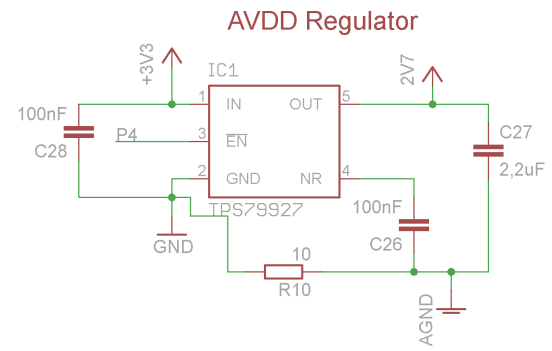 AVDD Regulator
+3V3
IC1
2V7
100nF
C28
P4
1
IN
OUT
5
3
EN
2
GND
NR
4
TPS79927
C27
2,2uF
100nF
C26
GND
10
R10
AGND